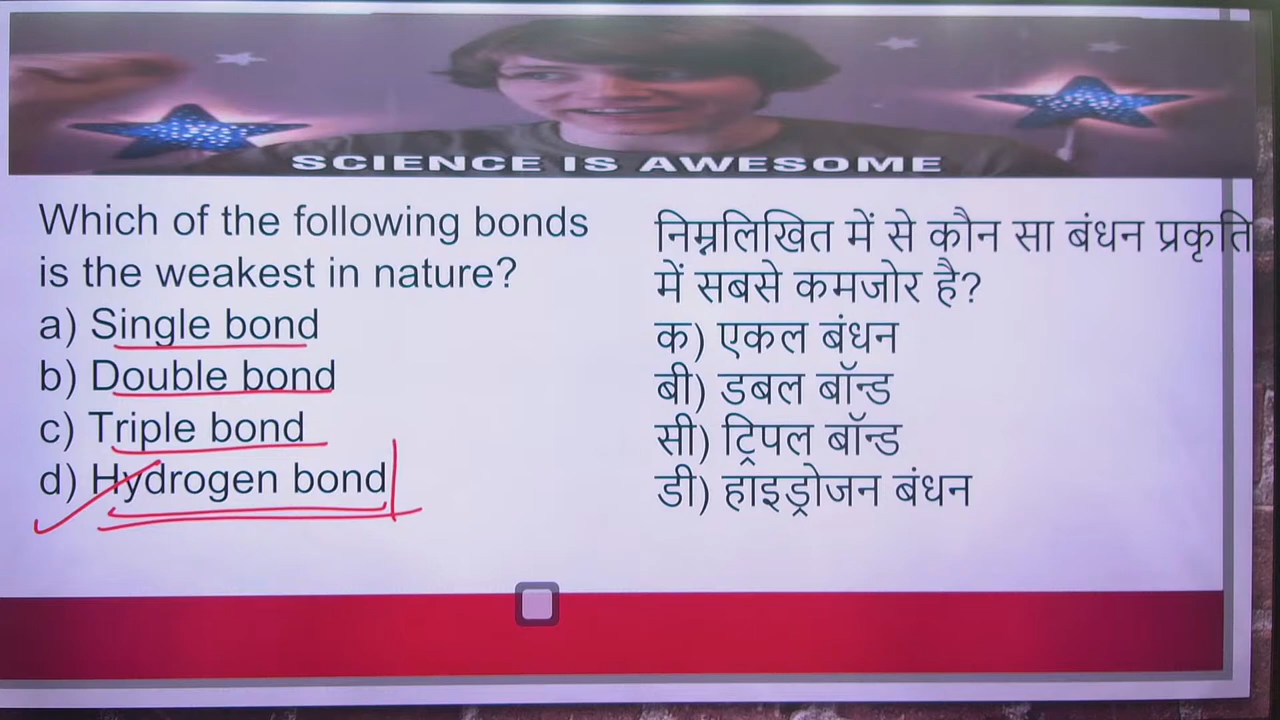 SCIENCE IS AWESOME
Which of the following bonds
is the weakest in nature?
a) Single bond
b) Double bond
c) Triple bond
d) Hydrogen bond
निम्नलिखित में से कौन सा बंधन प्रकृति
में सबसे कमजोर है?
क) एकल बंधन
बी) डबल बॉन्ड
सी) ट्रिपल बॉन्ड
डी) हाइड्रोजन बंधन